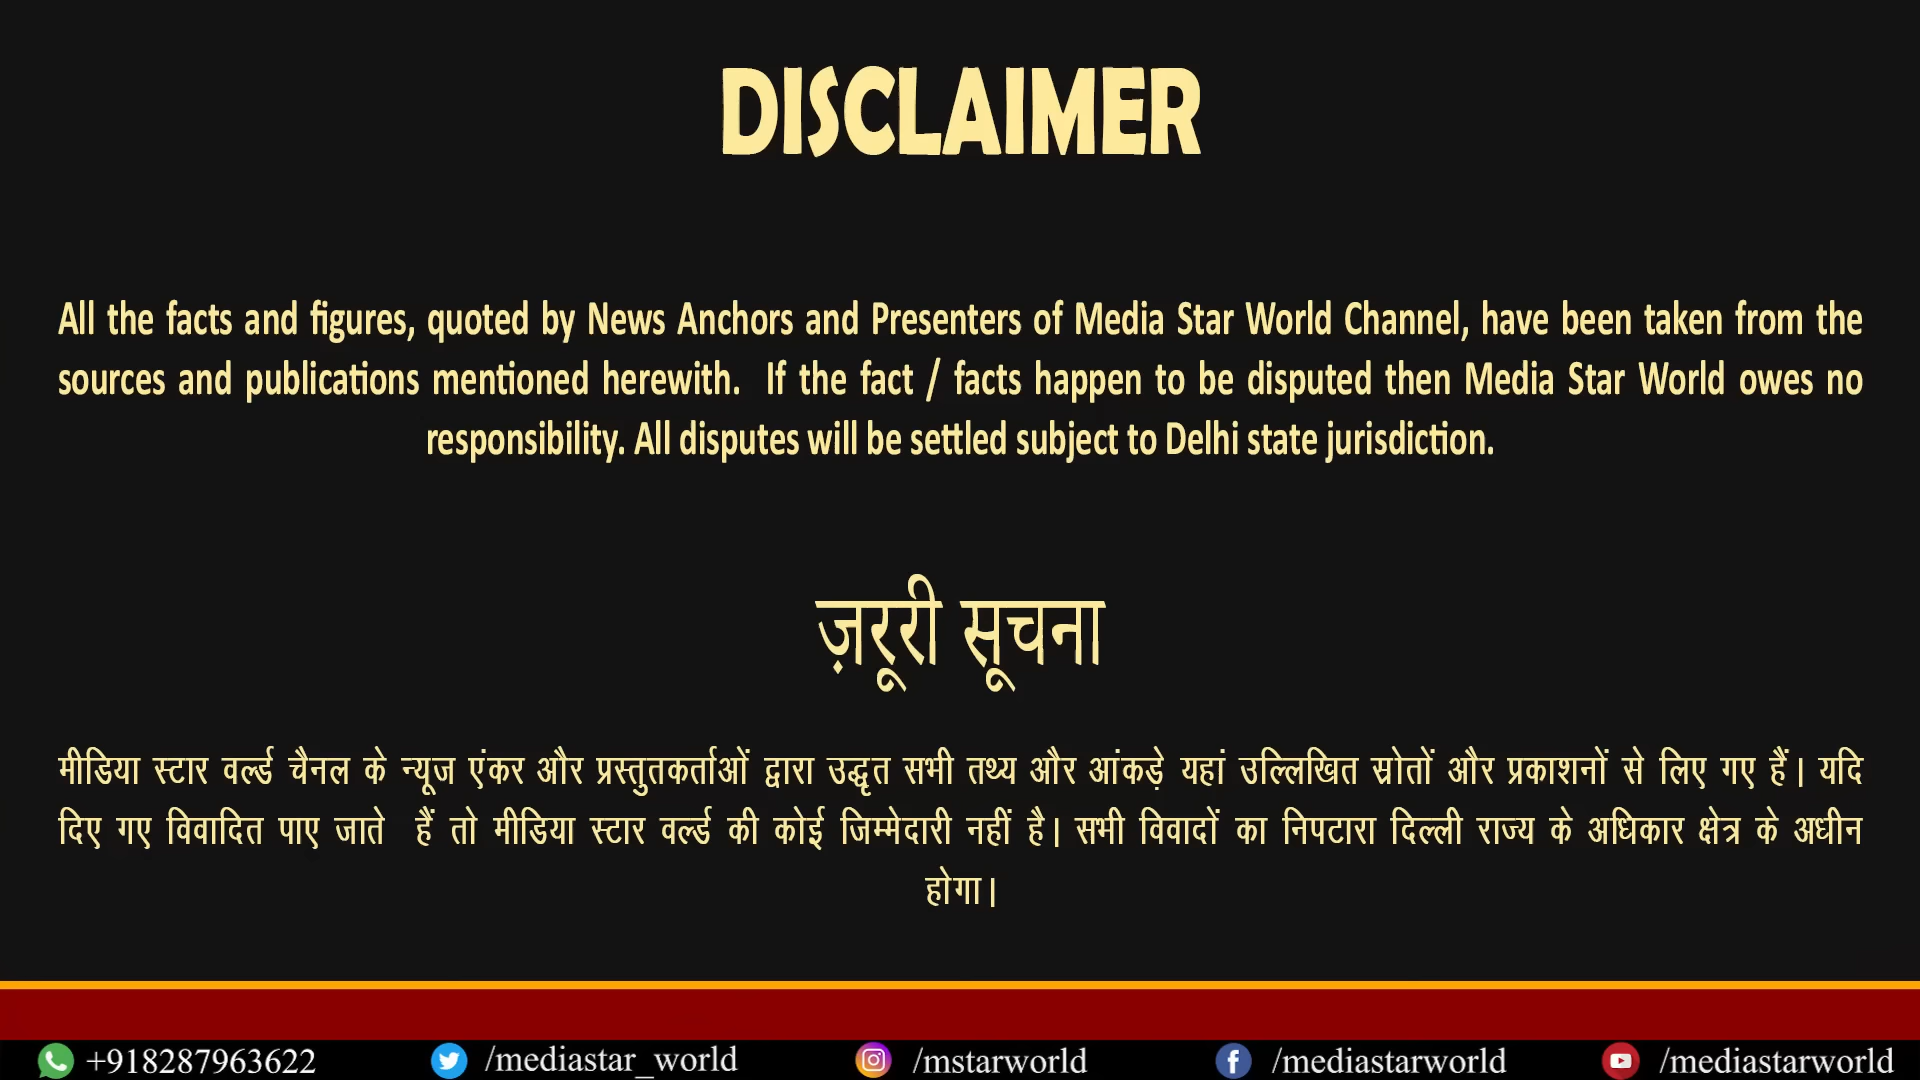 DISCLAIMER
All the facts and figures, quoted by News Anchors and Presenters of Media Star World Channel, have been taken from the
sources and publications mentioned herewith.  If the fact / facts happen to be disputed then Media Star World owes no
responsibility. All disputes will be settled subject to Delhi state jurisdiction.
ज़रूरी सूचना
मीडिया स्टार वर्ल्ड चैनल के न्यूज एंकर और प्रस्तुतकर्ताओं द्वारा उद्धृत सभी तथ्य और आंकड़े यहां उल्लिखित स्रोतों और प्रकाशनों से लिए गए हैं। यदि
दिए गए विवादित पाए जाते  हैं तो मीडिया स्टार वर्ल्ड की कोई जिम्मेदारी नहीं है। सभी विवादों का निपटारा दिल्ली राज्य के अधिकार क्षेत्र के अधीन
होगा।
+918287963622 /mediastar_world /mstarworld /mediastarworld /mediastarworld